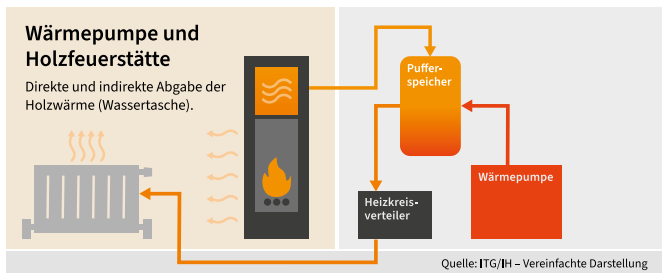 Wärmepumpe und
Holzfeuerstätte
Direkte und indirekte Abgabe der
Holzwärme (Wassertasche).
Puffer-
speicher
Wärmepumpe
Heizkreis-
verteiler
Quelle: ITG/IH – Vereinfachte Darstellung